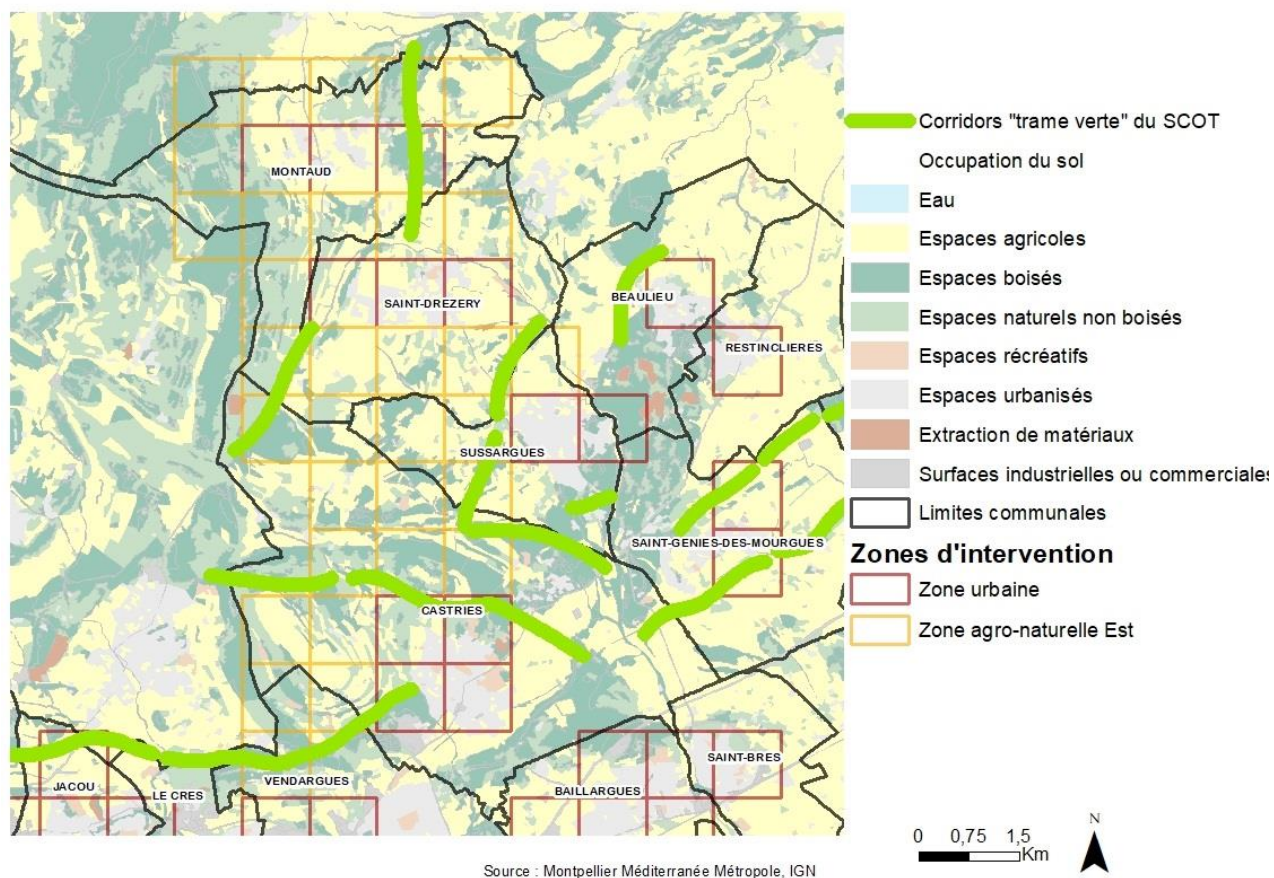 MONTAUD
SAINT-DREZERY
BEAULIEU
RESTINCLIERES
SUSSARGUES
SAINT-GENIES-DES-MOURGUES
CASTRIES
SAINT-BRES
JACOU
LE CRES
VENDARGUES
BAILLARGUES
Corridors "trame verte" du SCOT
Occupation du sol
Eau
Espaces agricoles
Espaces boisés
Espaces naturels non boisés
Espaces récréatifs
Espaces urbanisés
Extraction de matériaux
Surfaces industrielles ou commerciales
Limites communales
Zones d'intervention
Zone urbaine
Zone agro-naturelle Est
0 0,75 1,5
Km
N
Source : Montpellier Méditerranée Métropole, IGN